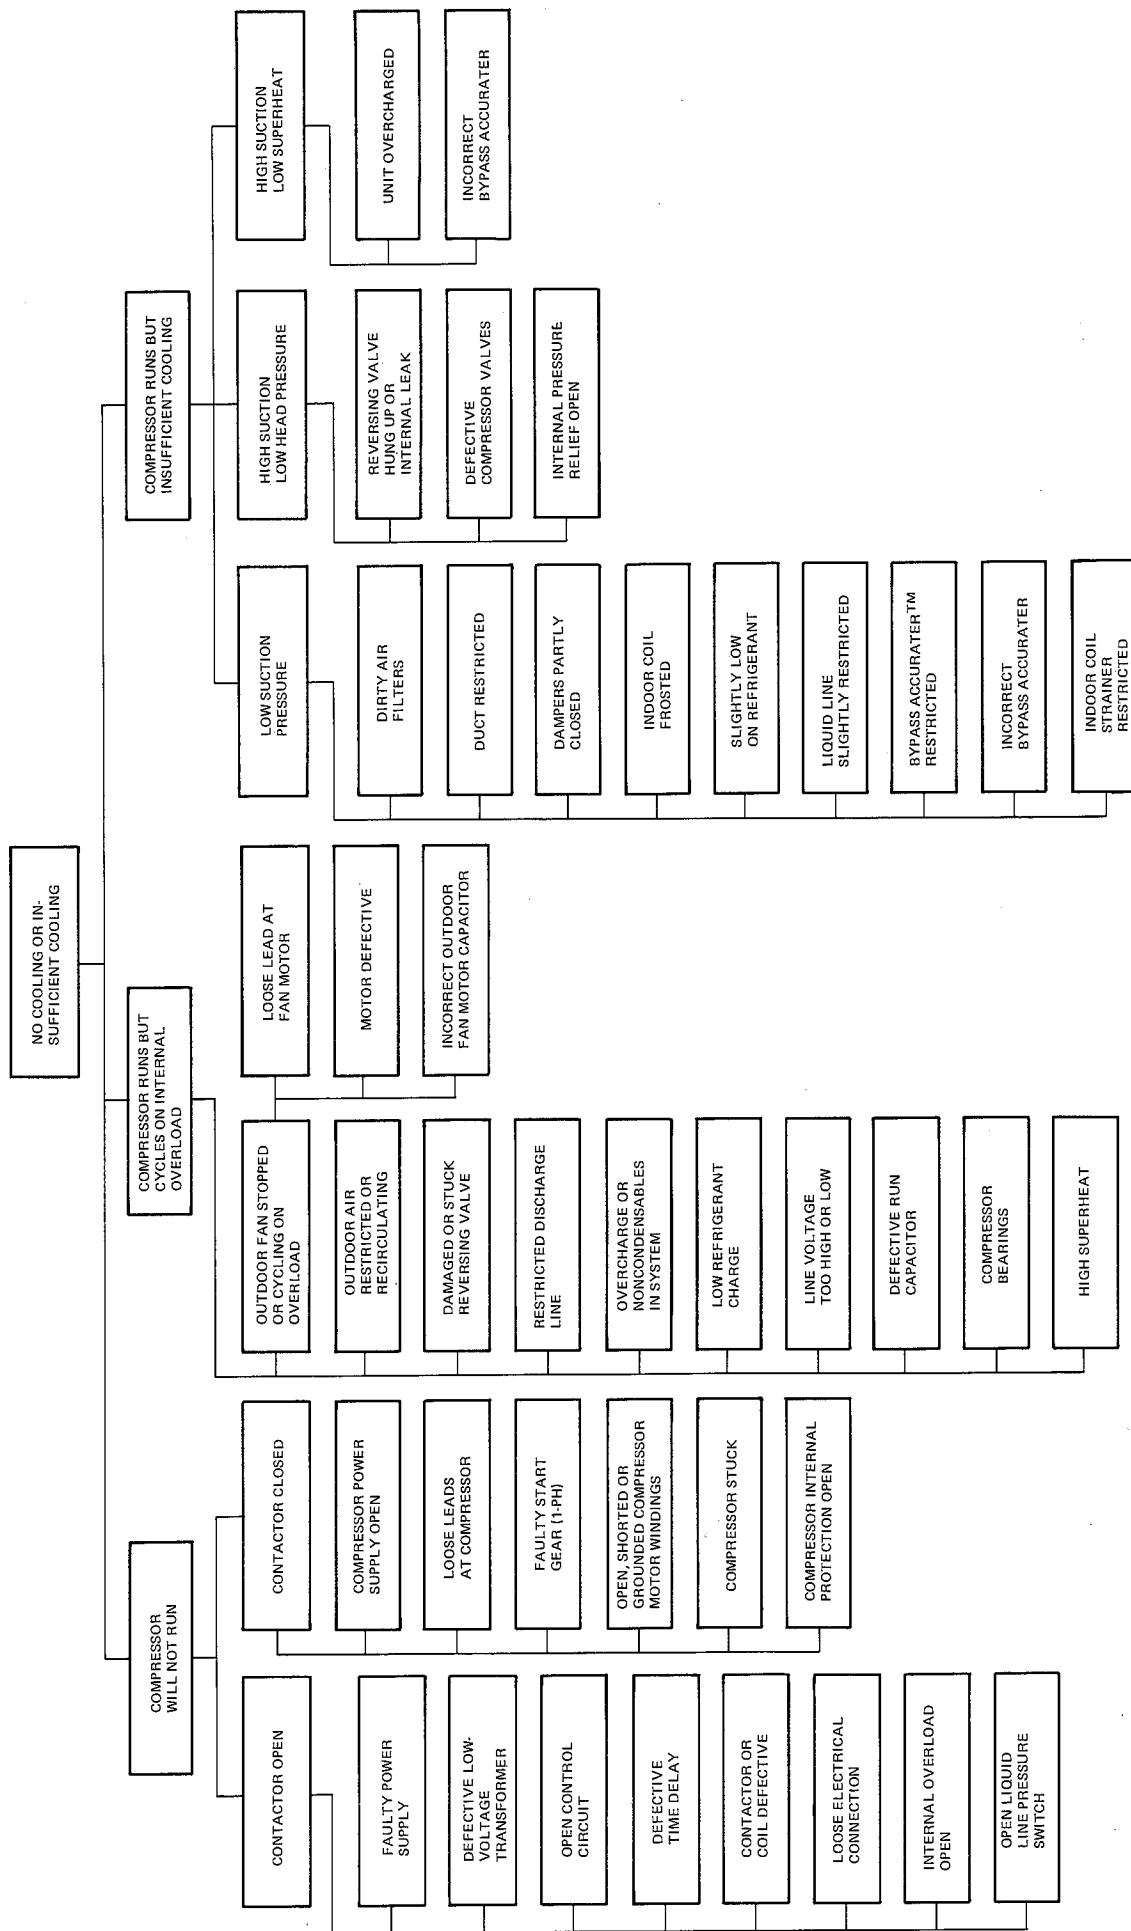 NO COOLING OR IN-
SUFFICIENT COOLING
COMPRESSOR
WILL NOT RUN
CONTACTOR OPEN
FAULTY POWER
SUPPLY
DEFECTIVE LOW-
VOLTAGE
TRANSFORMER
OPEN CONTROL
CIRCUIT
DEFECTIVE
TIME DELAY
CONTACTOR OR
COIL DEFECTIVE
LOOSE ELECTRICAL
CONNECTION
INTERNAL OVERLOAD
OPEN
OPEN LIQUID
LINE PRESSURE
SWITCH
CONTACTOR CLOSED
COMPRESSOR POWER
SUPPLY OPEN
LOOSE LEADS
AT COMPRESSOR
FAULTY START
GEAR (1-PH)
OPEN, SHORTED OR
GROUNDED COMPRESSOR
MOTOR WINDINGS
COMPRESSOR STUCK
COMPRESSOR INTERNAL
PROTECTION OPEN
COMPRESSOR RUNS BUT
CYCLES ON INTERNAL
OVERLOAD
OUTDOOR FAN STOPPED
OR CYCLING ON
OVERLOAD
OUTDOOR AIR
RESTRICTED OR
RECIRCULATING
DAMAGED OR STUCK
REVERSING VALVE
RESTRICTED DISCHARGE
LINE
OVERCHARGE OR
NONCONDENSABLES
IN SYSTEM
LOW REFRIGERANT
CHARGE
LINE VOLTAGE
TOO HIGH OR LOW
DEFECTIVE RUN
CAPACITOR
COMPRESSOR
BEARINGS
HIGH SUPERHEAT
LOOSE LEAD AT
FAN MOTOR
MOTOR DEFECTIVE
INCORRECT OUTDOOR
FAN MOTOR CAPACITOR
COMPRESSOR RUNS BUT
INSUFFICIENT COOLING
LOW SUCTION
PRESSURE
DIRTY AIR
FILTERS
DUCT RESTRICTED
DAMPERS PARTLY
CLOSED
INDOOR COIL
FROSTED
SLIGHTLY LOW
ON REFRIGERANT
LIQUID LINE
SLIGHTLY RESTRICTED
BYPASS ACCURATER™
RESTRICTED
INCORRECT
BYPASS ACCURATER
INDOOR COIL
STRAINER
RESTRICTED
HIGH SUCTION
LOW HEAD PRESSURE
REVERSING VALVE
HUNG UP OR
INTERNAL LEAK
DEFECTIVE
COMPRESSOR VALVES
INTERNAL PRESSURE
RELIEF OPEN
HIGH SUCTION
LOW SUPERHEAT
UNIT OVERCHARGED
INCORRECT
BYPASS ACCURATER